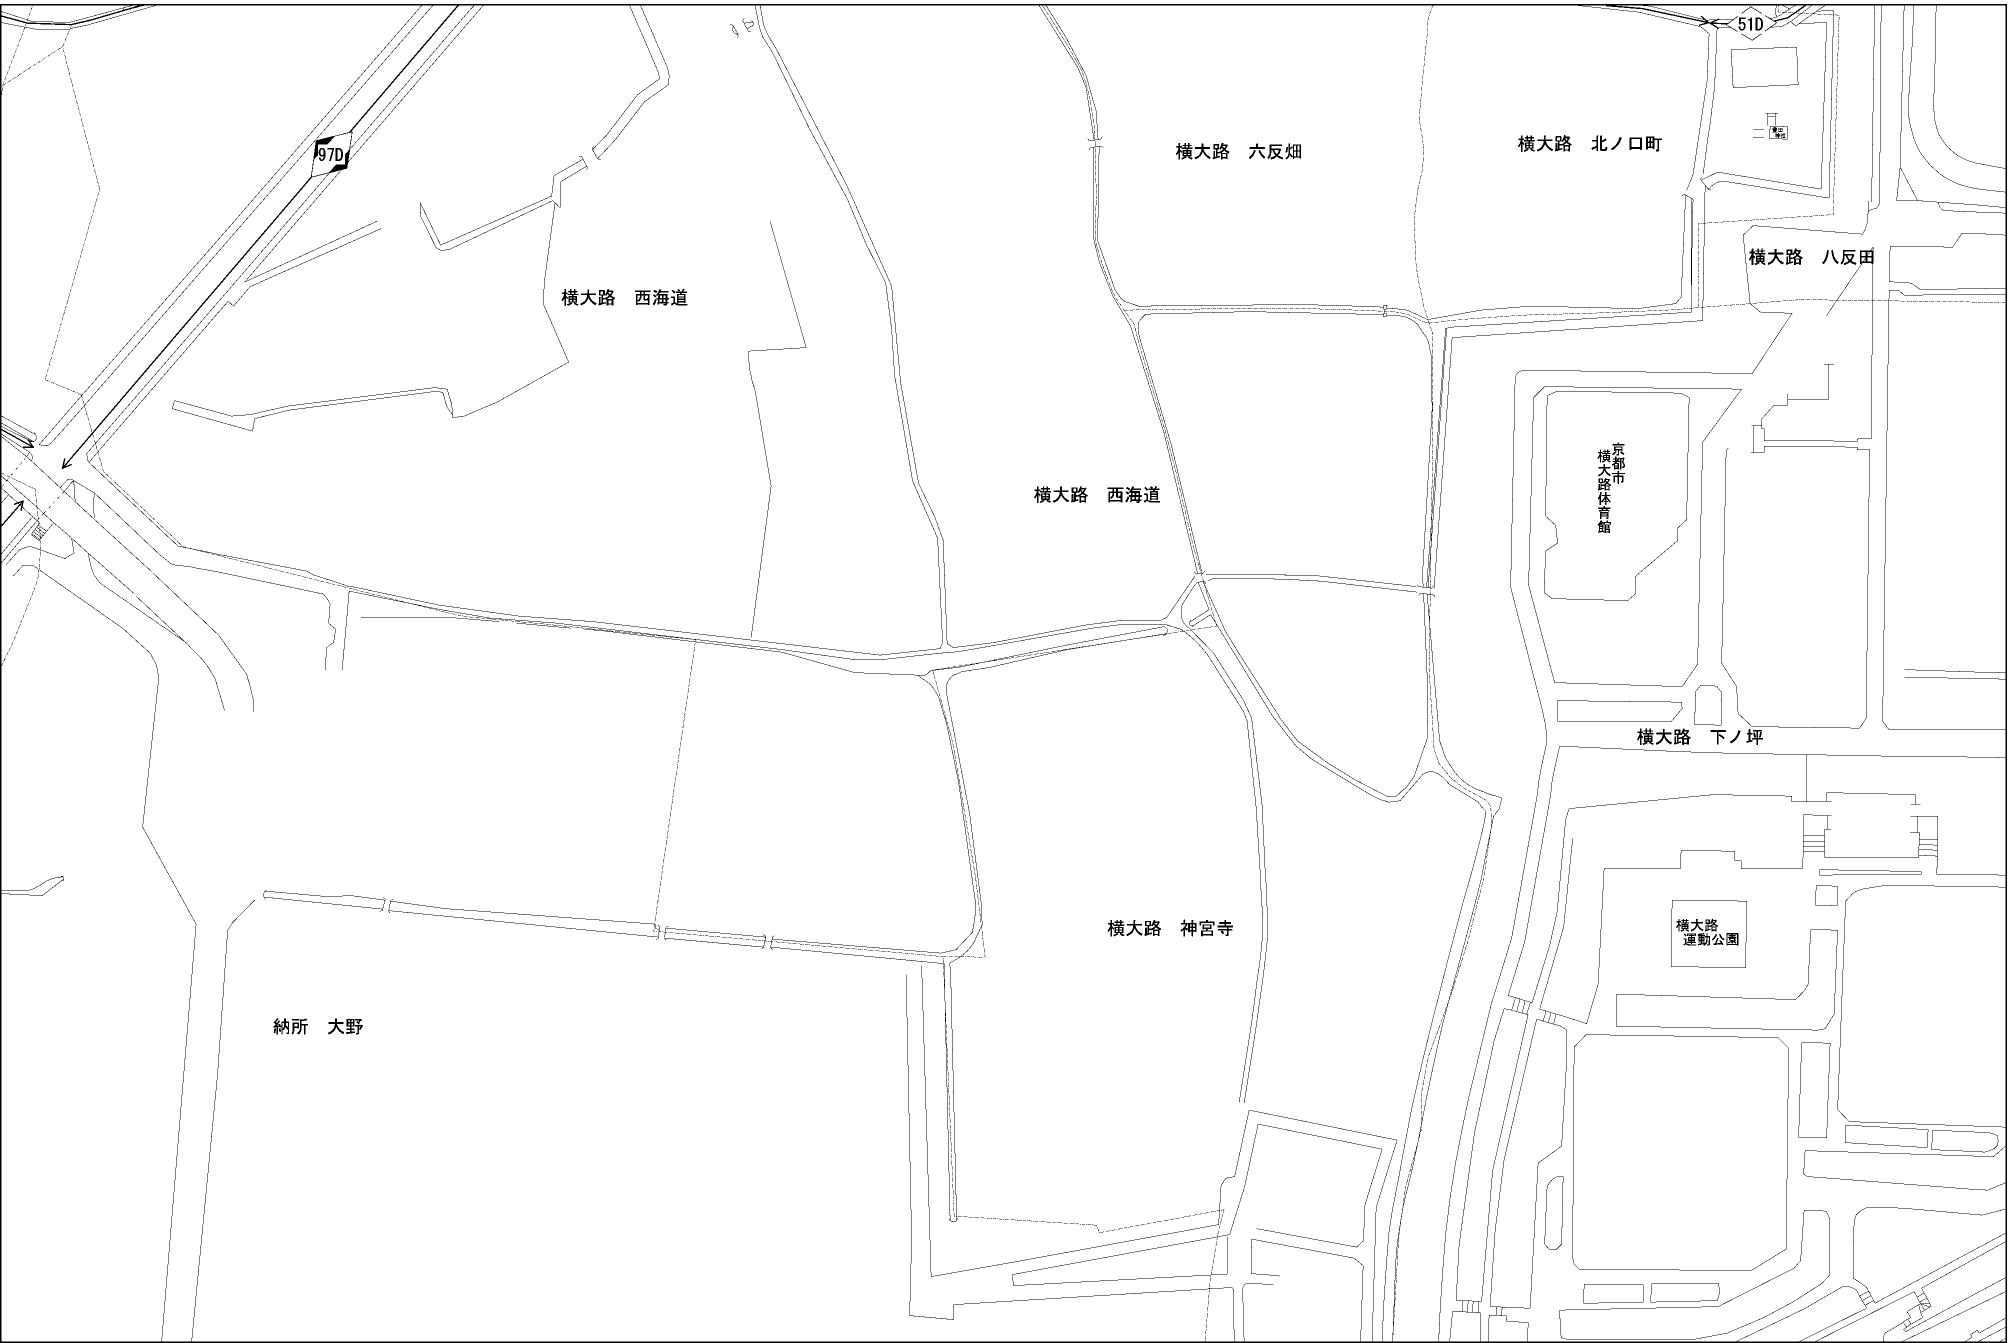 51D
97D
横大路　六反畑
横大路　北ノ口町
横大路　八反田
横大路　西海道
京都市
横大路体育館
横大路　西海道
横大路　下ノ坪
横大路　神宮寺
横大路
運動公園
納所　大野